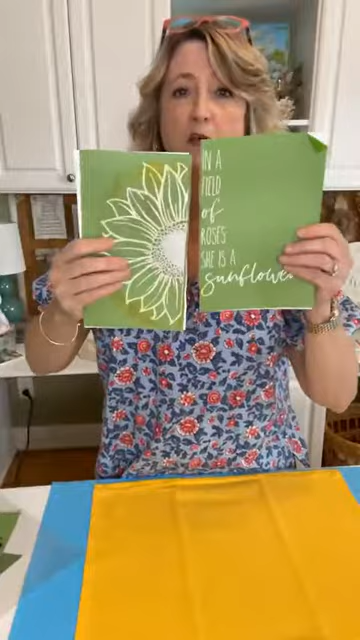 IN A
FIELD
of
ROSES
SHE IS A
Sunflower